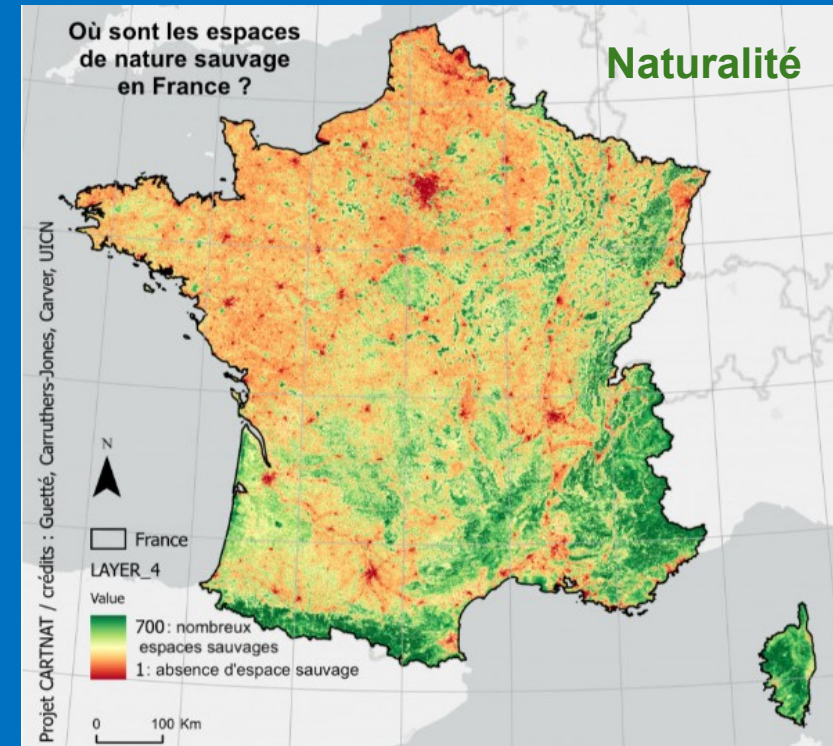 Où sont les espaces
de nature sauvage
en France ?
Naturalité
Projet CARTNAT / crédits : Guetté, Carruthers-Jones, Carver, UICN
N
France
LAYER_4
Value
700 : nombreux
espaces sauvages
1: absence d'espace sauvage
0 100 Km